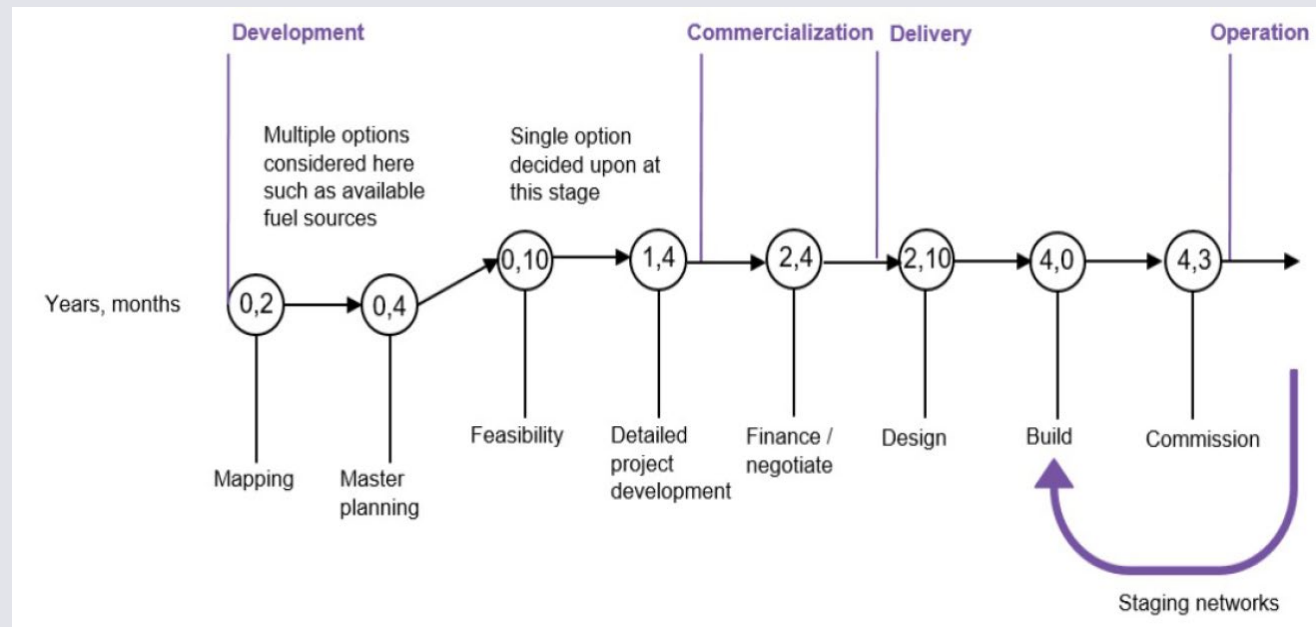 Development
Commercialization
Delivery
Operation
Multiple options
considered here
such as available
fuel sources
Single option
decided upon at
this stage
Years, months
0,2
0,4
0,10
1,4
2,4
2,10
4,0
4,3
Mapping
Master
planning
Feasibility
Detailed
project
development
Finance /
negotiate
Design
Build
Commission
Staging networks